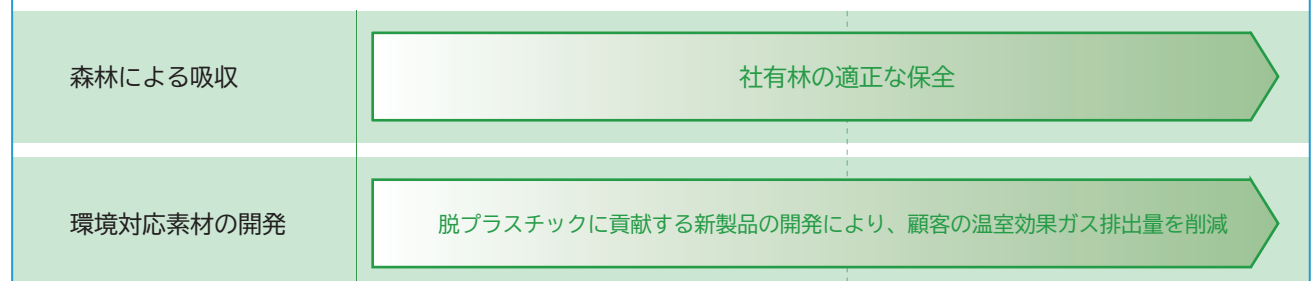 森林による吸収
社有林の適正な保全
環境対応素材の開発
脱プラスチックに貢献する新製品の開発により、顧客の温室効果ガス排出量を削減